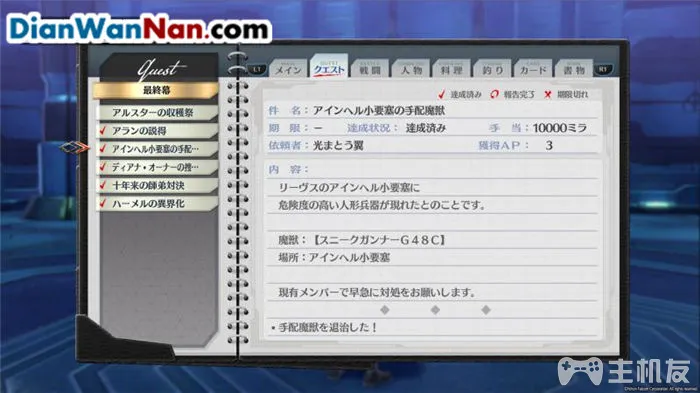 DianWanNan.com
Quest
L1 メイン クエスト 戦闘 人物 料理 釣り カード 書物 R1
最終幕
達成済み 報告完了 期限切れ
アルスターの収穫祭
アランの説得
アインヘル小要塞の手配…
ディアナ・オーナーの捜…
十年来の師弟対決
ハーメルの異界化
件 名: アインヘル小要塞の手配魔獣
期 限: − 達成状況: 達成済み 手 当: 10000ミラ
依頼者: 光まとう翼 獲得AP: 3
内 容:
リーヴスのアインヘル小要塞に
危険度の高い人形兵器が現れたとのことです。
魔獣:【スニークガンナーG48C】
場所:アインヘル小要塞
現有メンバーで早急に対処をお願いします。
・手配魔獣を退治した!
主机友